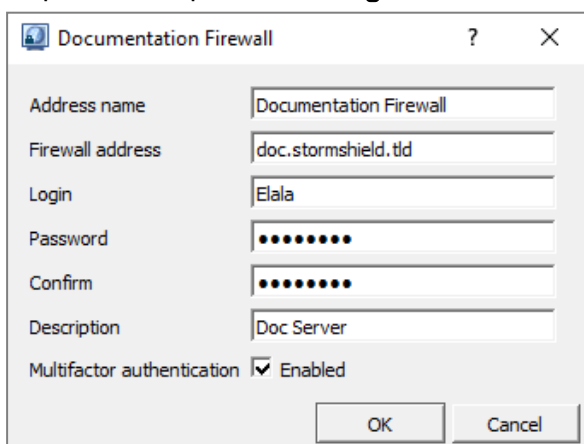 Documentation Firewall ? ×
Address name Documentation Firewall
Firewall address doc.stormshield.tld
Login Elala
Password ●●●●●●●●
Confirm ●●●●●●●●
Description Doc Server
Multifactor authentication Enabled
OK Cancel